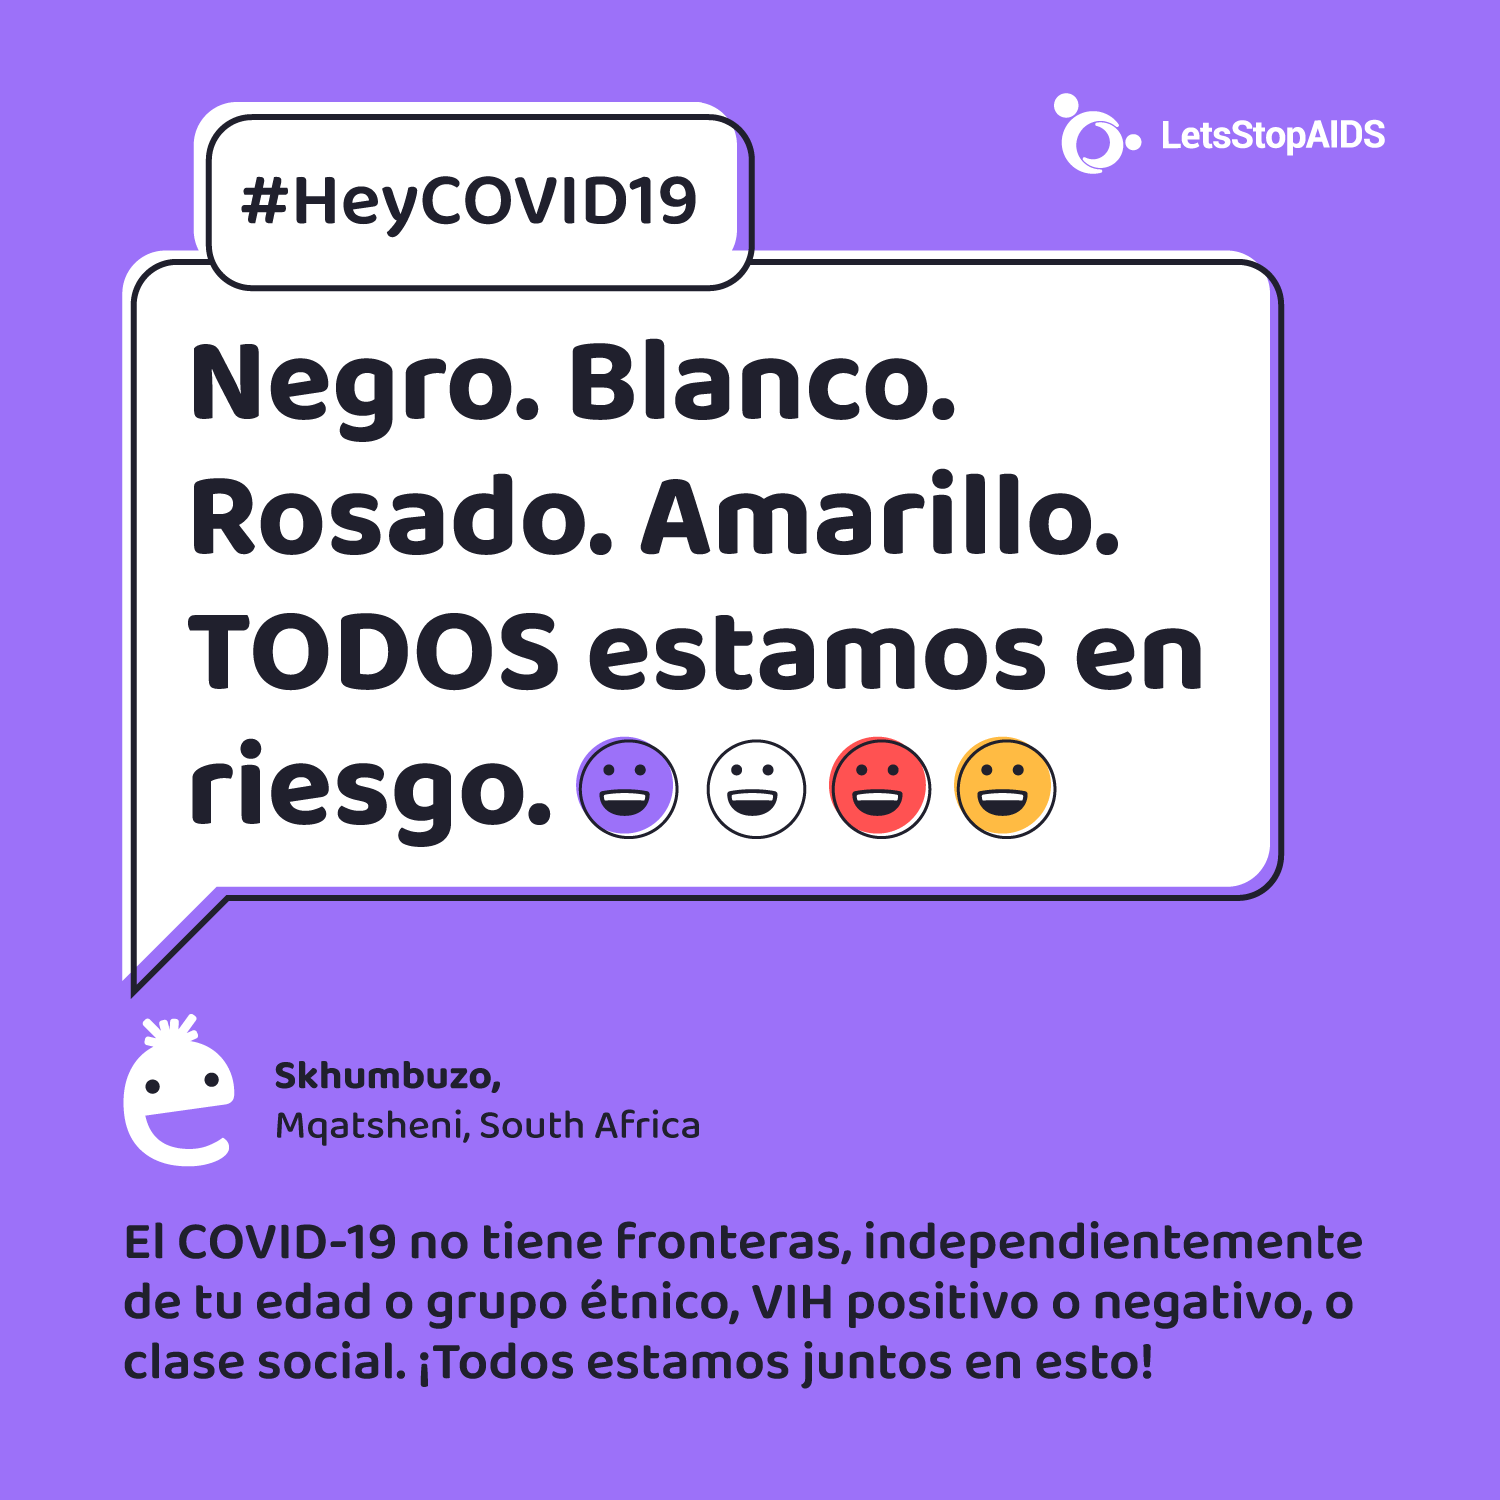 LetsStopAIDS
#HeyCOVID19
Negro. Blanco.
Rosado. Amarillo.
TODOS estamos en
riesgo.
Skhumbuzo,
Mqatsheni, South Africa
El COVID-19 no tiene fronteras, independientemente
de tu edad o grupo étnico, VIH positivo o negativo, o
clase social. ¡Todos estamos juntos en esto!